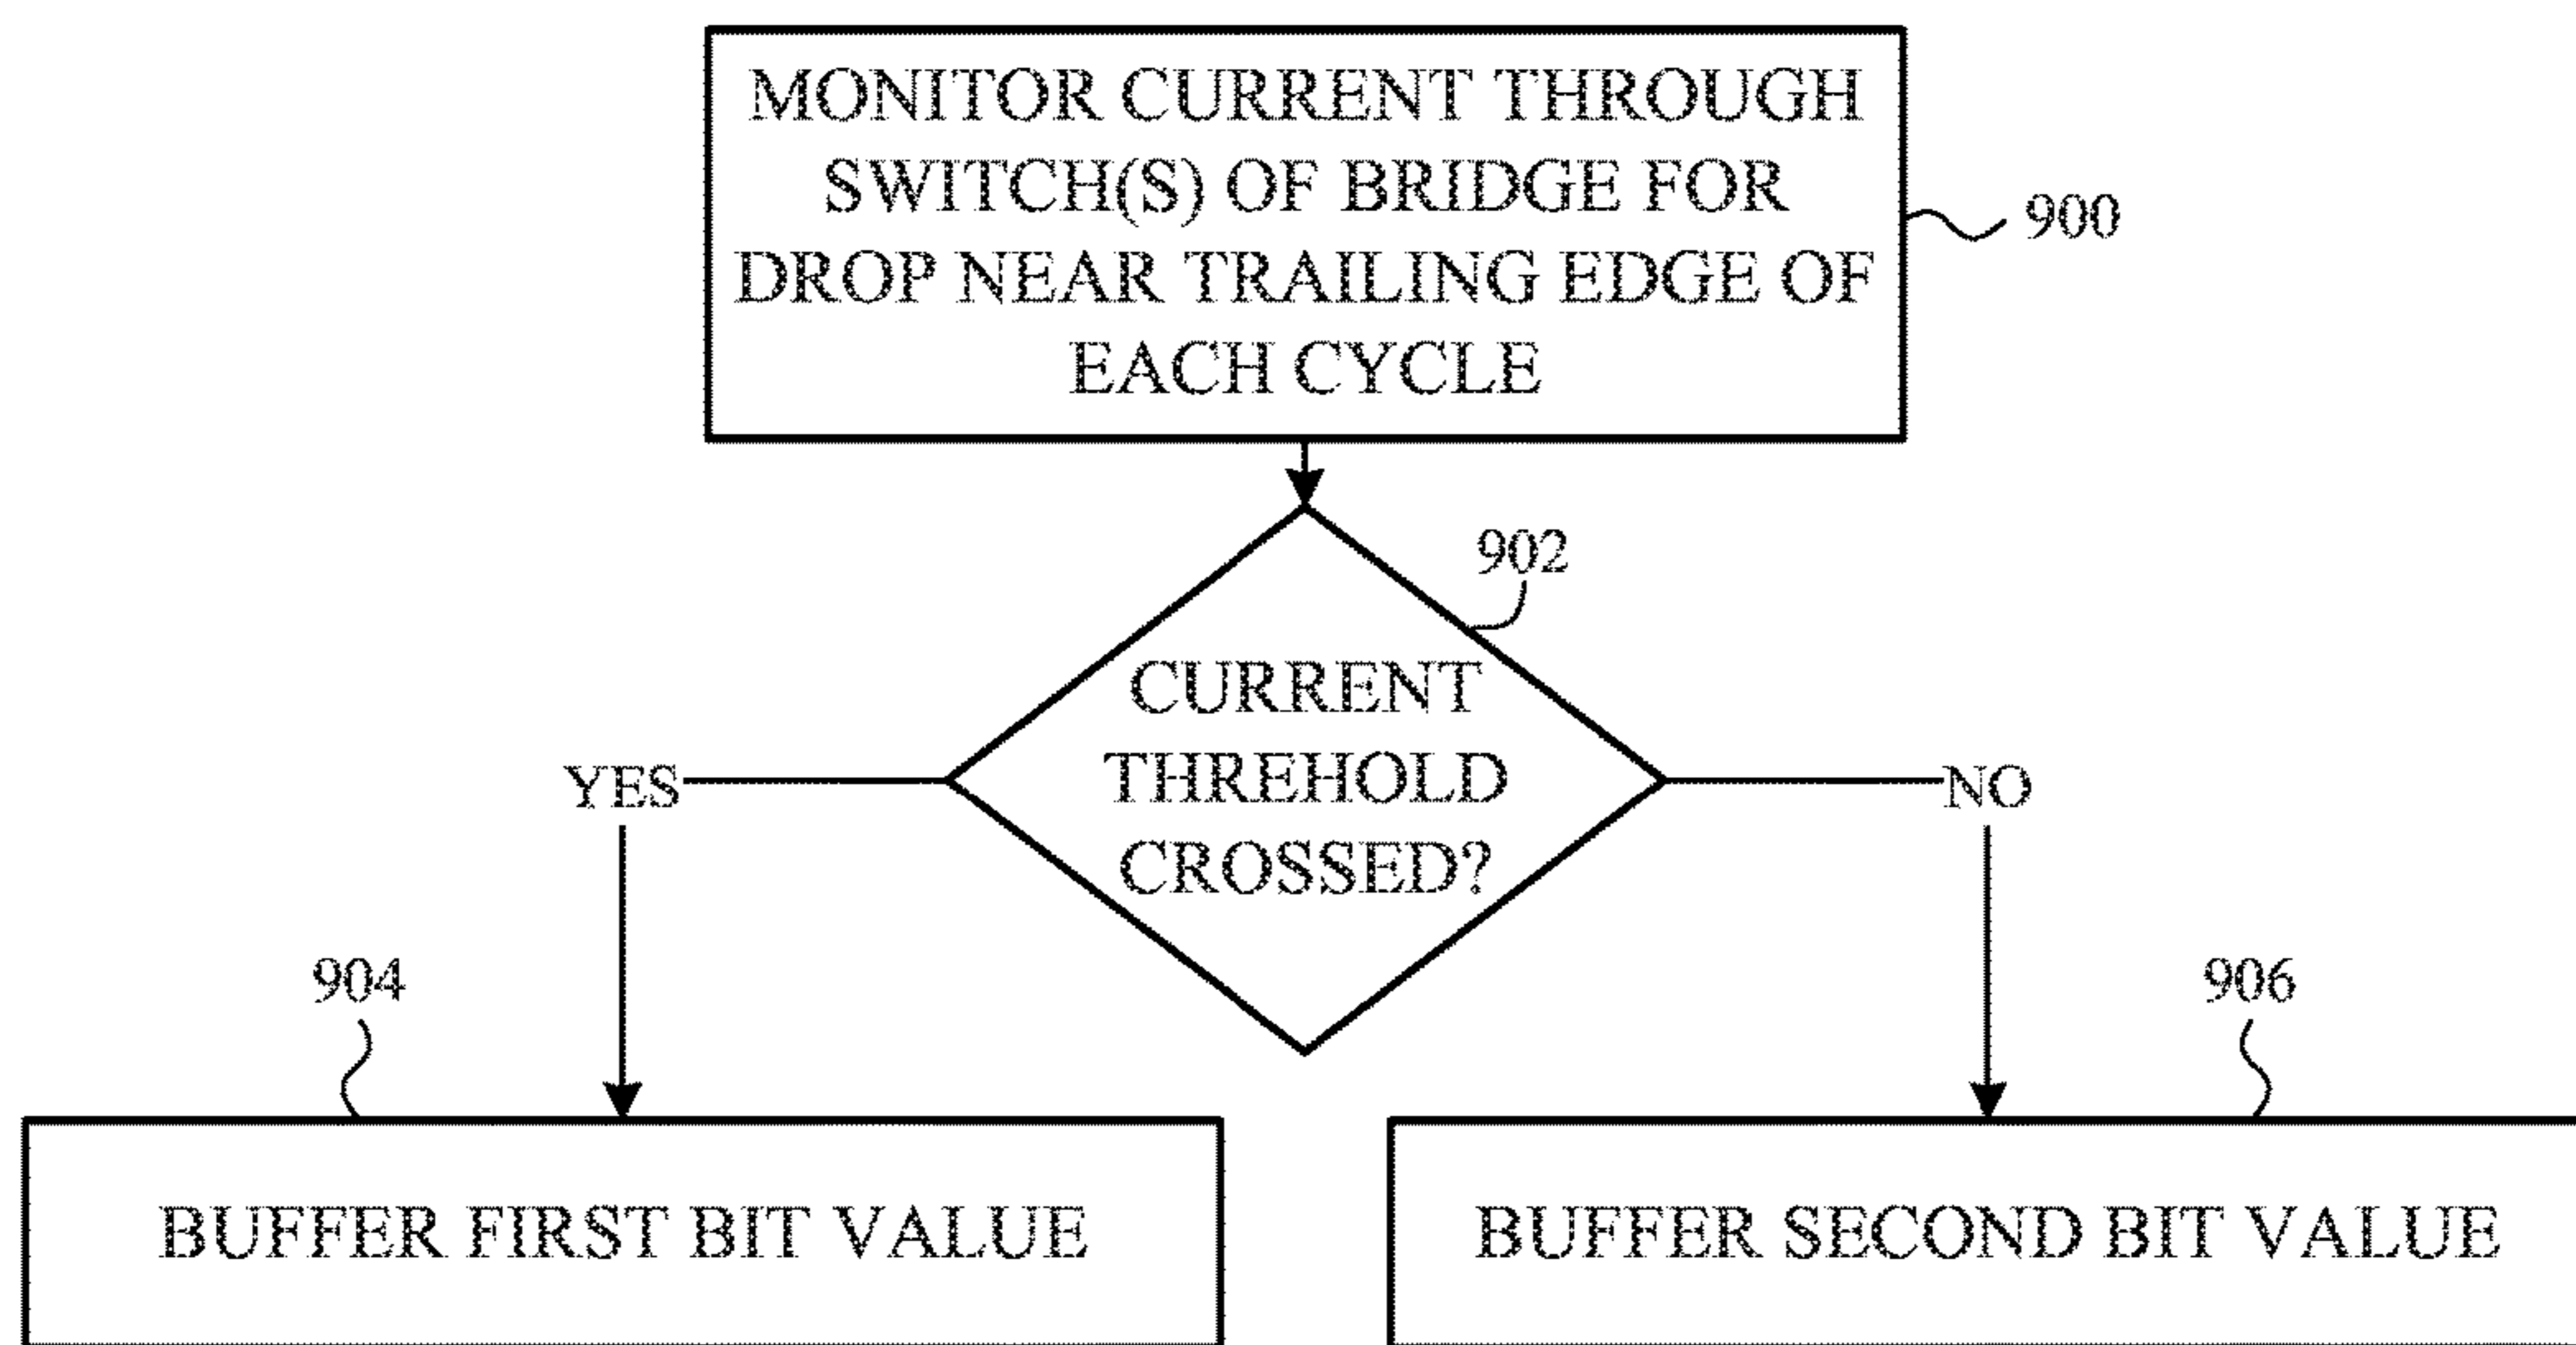 MONITOR CURRENT THROUGH
SWITCH(S) OF BRIDGE FOR
DROP NEAR TRAILING EDGE OF
EACH CYCLE
900
902
CURRENT
THREHOLD
CROSSED?
YES
NO
904
906
BUFFER FIRST BIT VALUE
BUFFER SECOND BIT VALUE